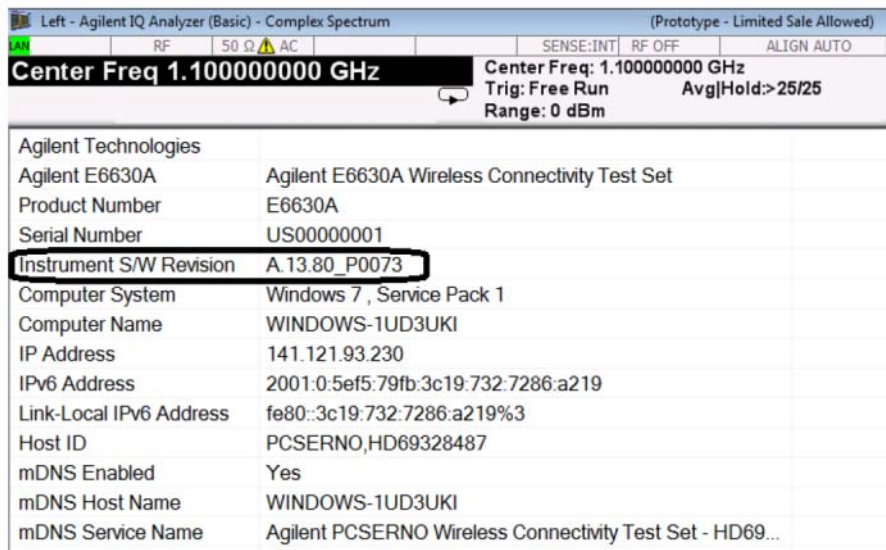 Left - Agilent IQ Analyzer (Basic) - Complex Spectrum (Prototype - Limited Sale Allowed)
LAN RF 50 Ω AC SENSE:INT RF OFF ALIGN AUTO
Center Freq 1.100000000 GHz
Center Freq: 1.100000000 GHz
Trig: Free Run Avg|Hold:>25/25
Range: 0 dBm
Agilent Technologies
Agilent E6630A Agilent E6630A Wireless Connectivity Test Set
Product Number E6630A
Serial Number US00000001
Instrument S/W Revision A.13.80_P0073
Computer System Windows 7 , Service Pack 1
Computer Name WINDOWS-1UD3UKI
IP Address 141.121.93.230
IPv6 Address 2001:0:5ef5:79fb:3c19:732:7286:a219
Link-Local IPv6 Address fe80::3c19:732:7286:a219%3
Host ID PCSERNO,HD69328487
mDNS Enabled Yes
mDNS Host Name WINDOWS-1UD3UKI
mDNS Service Name Agilent PCSERNO Wireless Connectivity Test Set - HD69...